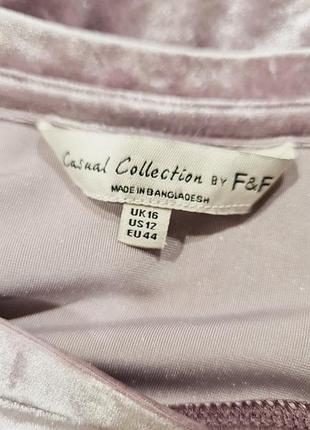 Casual Collection BY F&F
MADE IN BANGLADESH
UK16
US12
EU44